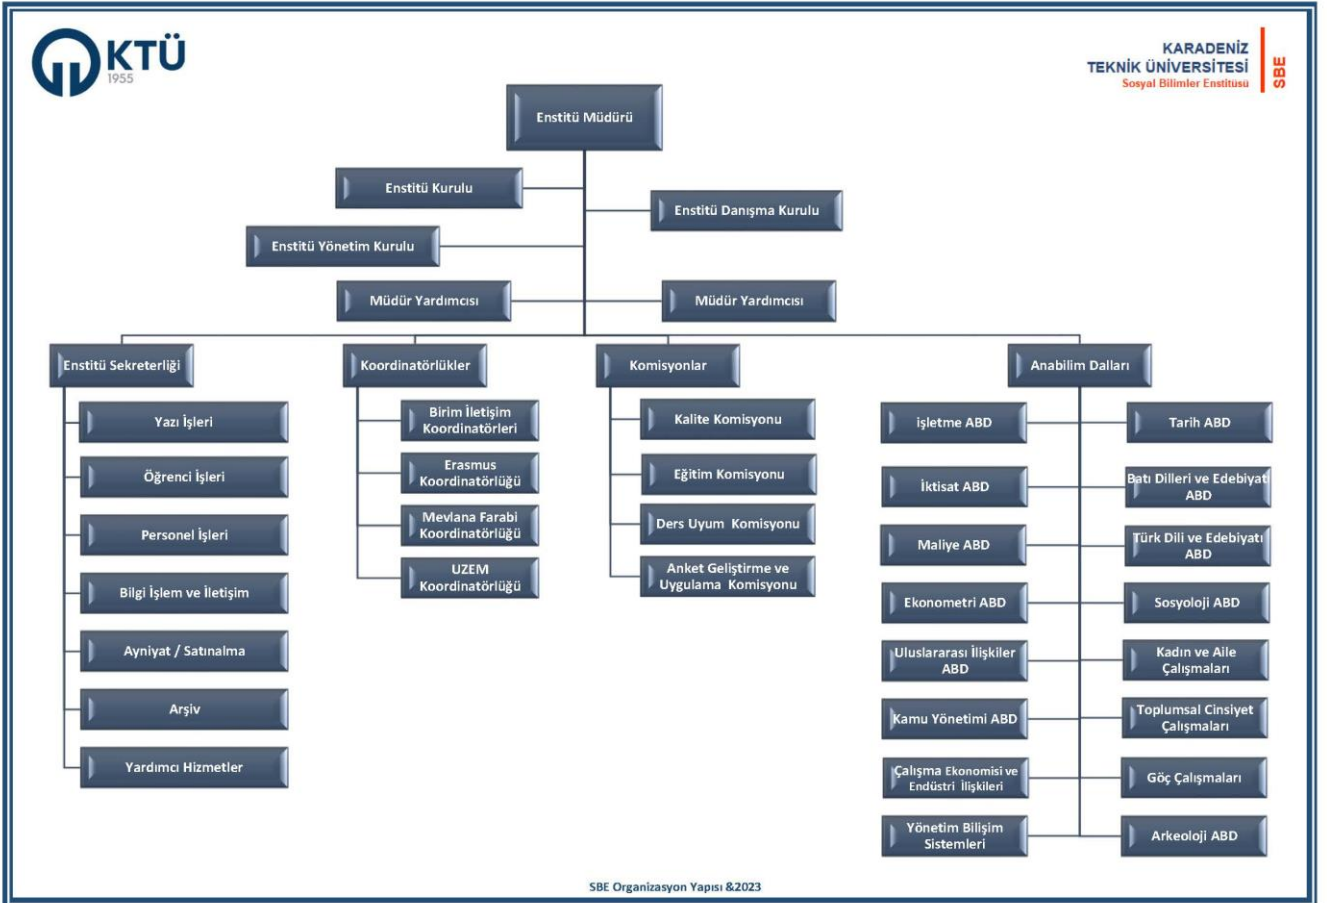 KTÜ
1955
KARADENİZ
TEKNİK ÜNİVERSİTESİ
Sosyal Bilimler Enstitüsü
SBE
Enstitü Müdürü
Enstitü Kurulu
Enstitü Danışma Kurulu
Enstitü Yönetim Kurulu
Müdür Yardımcısı
Müdür Yardımcısı
Enstitü Sekreterliği
Yazı İşleri
Öğrenci İşleri
Personel İşleri
Bilgi İşlem ve İletişim
Ayniyat / Satınalma
Arşiv
Yardımcı Hizmetler
Koordinatörlükler
Birim İletişim
Koordinatörleri
Erasmus
Koordinatörlüğü
Mevlana Farabi
Koordinatörlüğü
UZEM
Koordinatörlüğü
Komisyonlar
Kalite Komisyonu
Eğitim Komisyonu
Ders Uyum Komisyonu
Anket Geliştirme ve
Uygulama Komisyonu
Anabilim Dalları
işletme ABD
İktisat ABD
Maliye ABD
Ekonometri ABD
Uluslararası İlişkiler
ABD
Kamu Yönetimi ABD
Çalışma Ekonomisi ve
Endüstri İlişkileri
Yönetim Bilişim
Sistemleri
Tarih ABD
Batı Dilleri ve Edebiyatı
ABD
Türk Dili ve Edebiyatı
ABD
Sosyoloji ABD
Kadın ve Aile
Çalışmaları
Toplumsal Cinsiyet
Çalışmaları
Göç Çalışmaları
Arkeoloji ABD
SBE Organizasyon Yapısı &2023